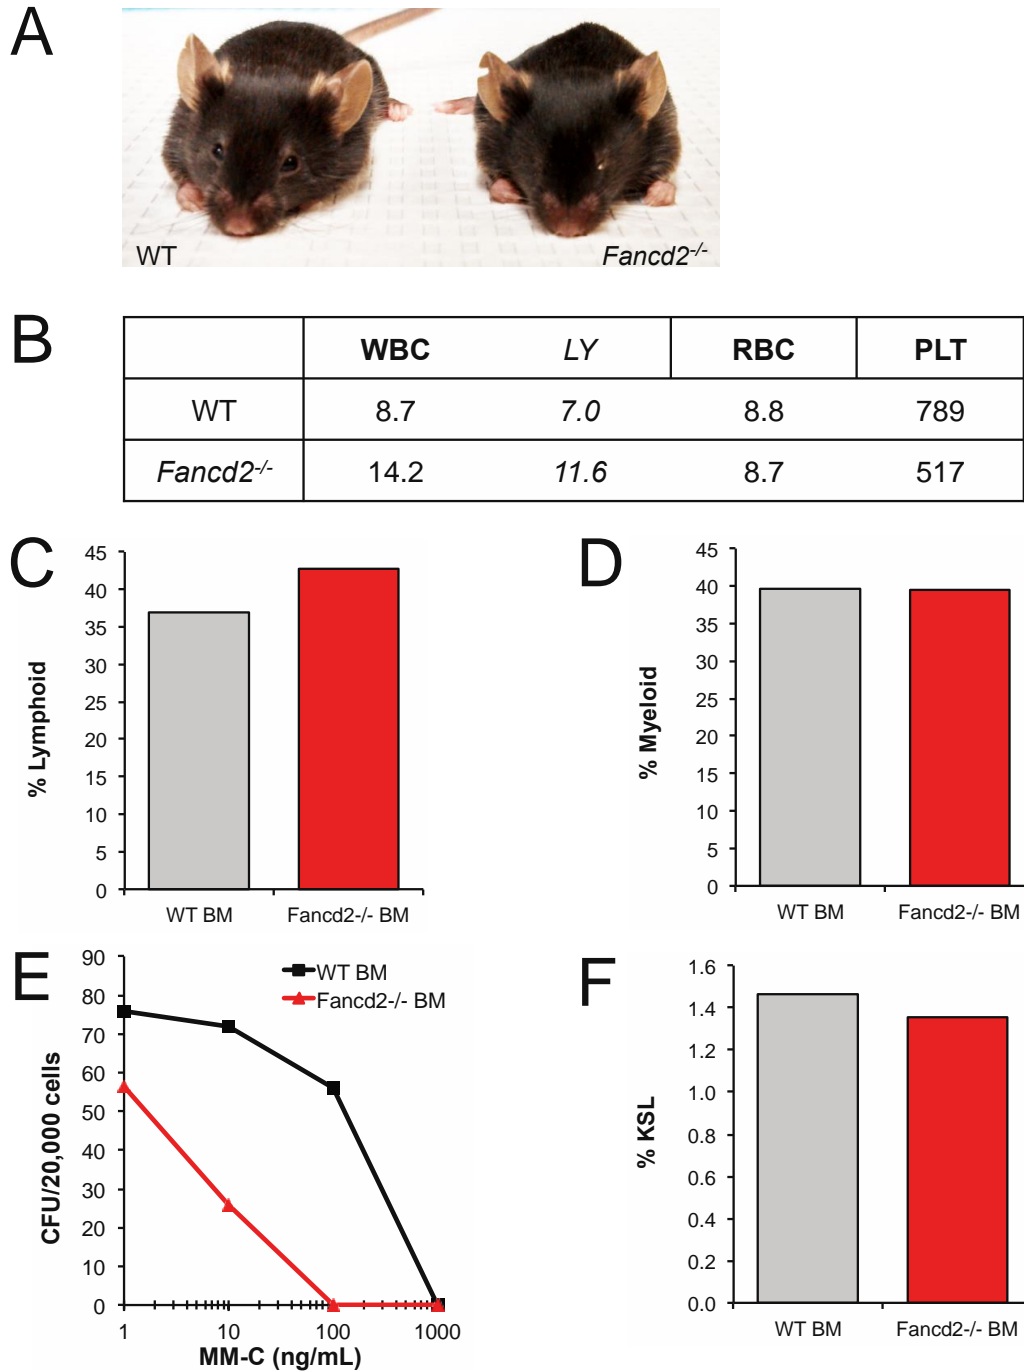 A
WT
Fancd2-/-
B
WBC LY RBC PLT
WT 8.7 7.0 8.8 789
Fancd2-/- 14.2 11.6 8.7 517
C
% Lymphoid
45
40
35
30
25
20
15
10
5
0
WT BM Fancd2-/- BM
D
% Myeloid
45
40
35
30
25
20
15
10
5
0
WT BM Fancd2-/- BM
E
CFU/20,000 cells
90
80
70
60
50
40
30
20
10
0
WT BM
Fancd2-/- BM
1 10 100 1000
MM-C (ng/mL)
F
% KSL
1.6
1.4
1.2
1.0
0.8
0.6
0.4
0.2
0.0
WT BM Fancd2-/- BM